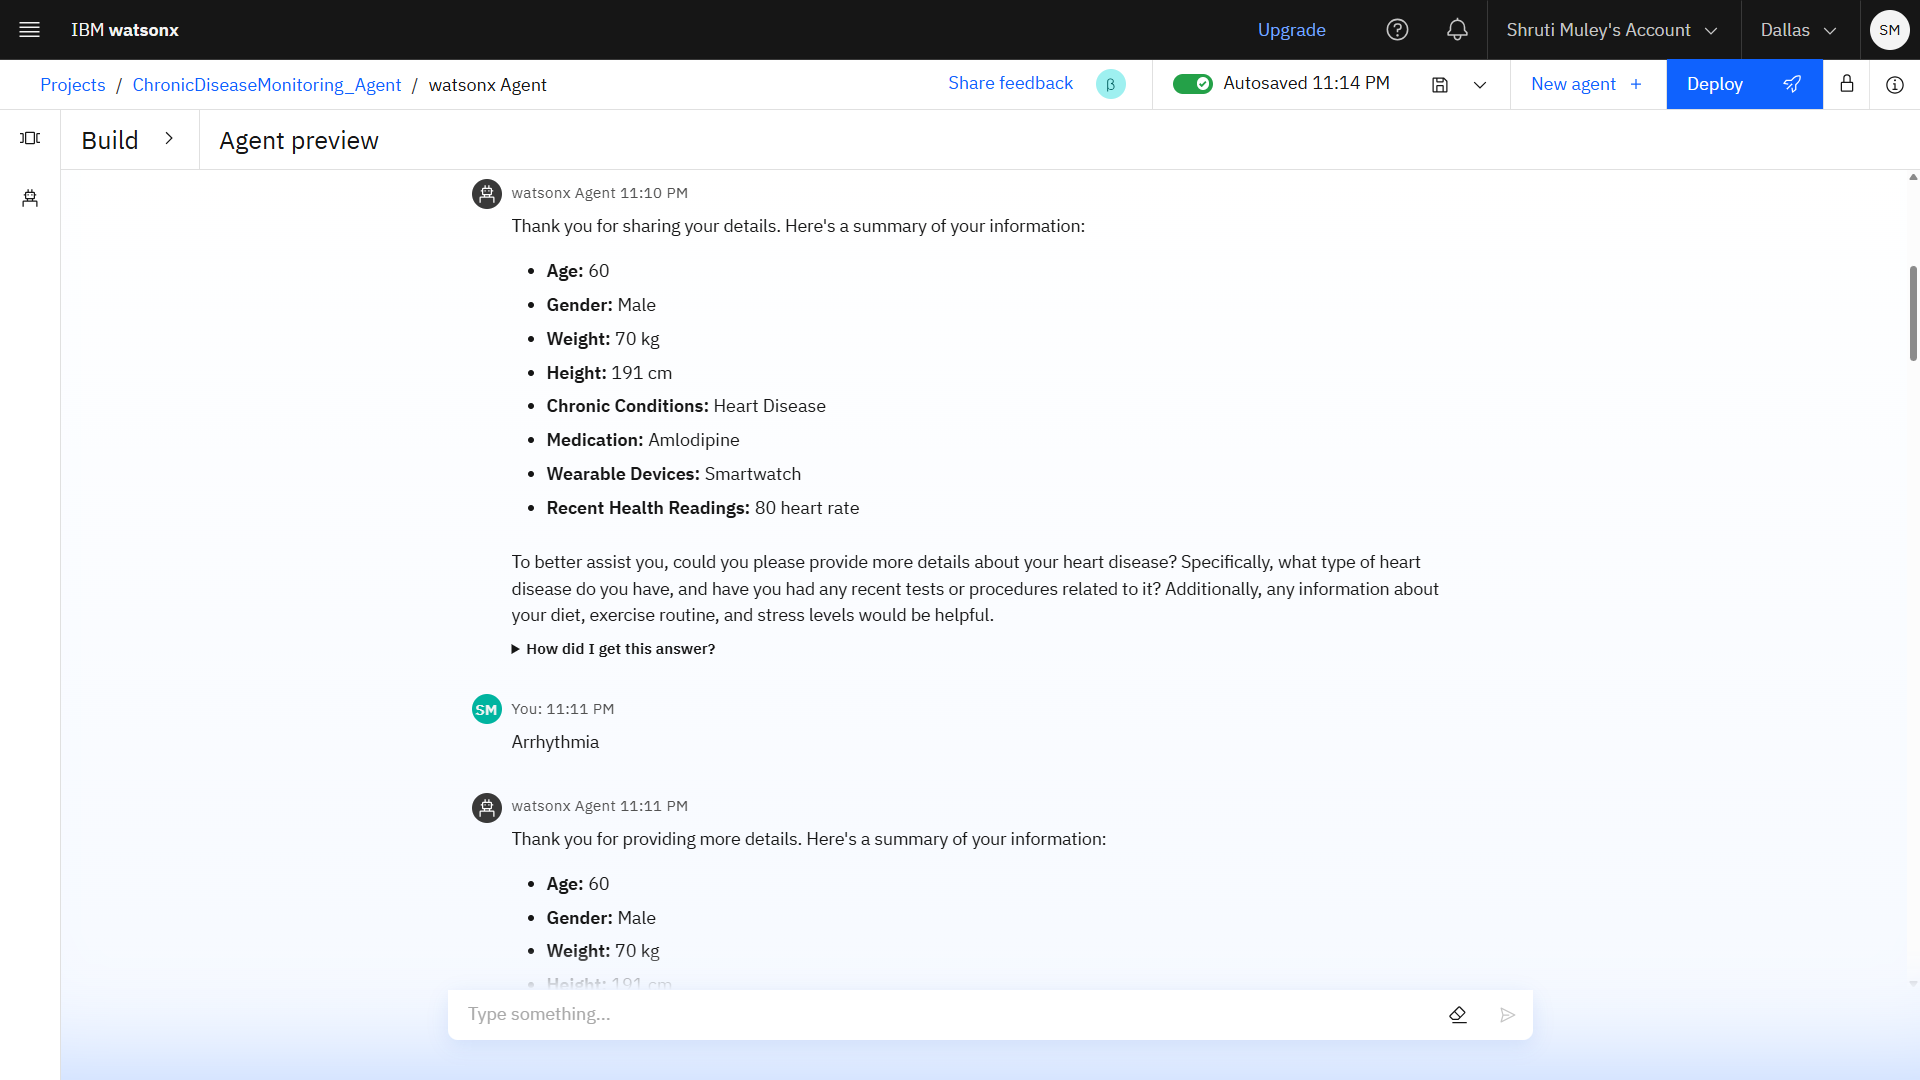 IBM watsonx
Upgrade
Shruti Muley's Account
Dallas
SM
Projects / ChronicDiseaseMonitoring_Agent / watsonx Agent
Share feedback
β
Autosaved 11:14 PM
New agent +
Deploy
Build
Agent preview
watsonx Agent 11:10 PM
Thank you for sharing your details. Here's a summary of your information:
• Age: 60
• Gender: Male
• Weight: 70 kg
• Height: 191 cm
• Chronic Conditions: Heart Disease
• Medication: Amlodipine
• Wearable Devices: Smartwatch
• Recent Health Readings: 80 heart rate
To better assist you, could you please provide more details about your heart disease? Specifically, what type of heart
disease do you have, and have you had any recent tests or procedures related to it? Additionally, any information about
your diet, exercise routine, and stress levels would be helpful.
How did I get this answer?
SM
You: 11:11 PM
Arrhythmia
watsonx Agent 11:11 PM
Thank you for providing more details. Here's a summary of your information:
• Age: 60
• Gender: Male
• Weight: 70 kg
• Height: 191 cm
Type something...